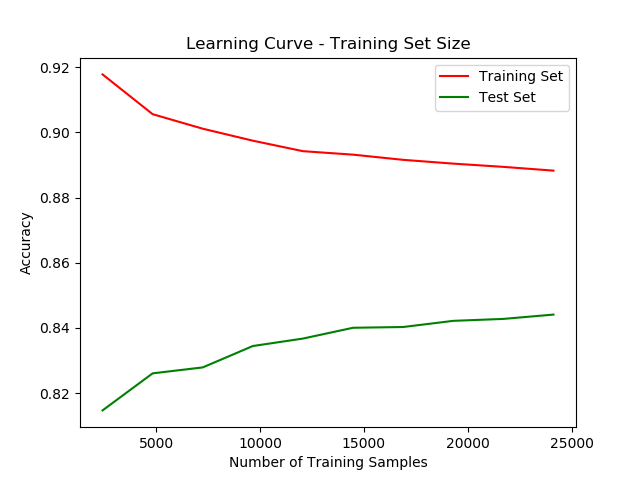 Learning Curve - Training Set Size
Training Set
Test Set
0.92
0.90
0.88
0.86
0.84
0.82
Accuracy
5000
10000
15000
20000
25000
Number of Training Samples